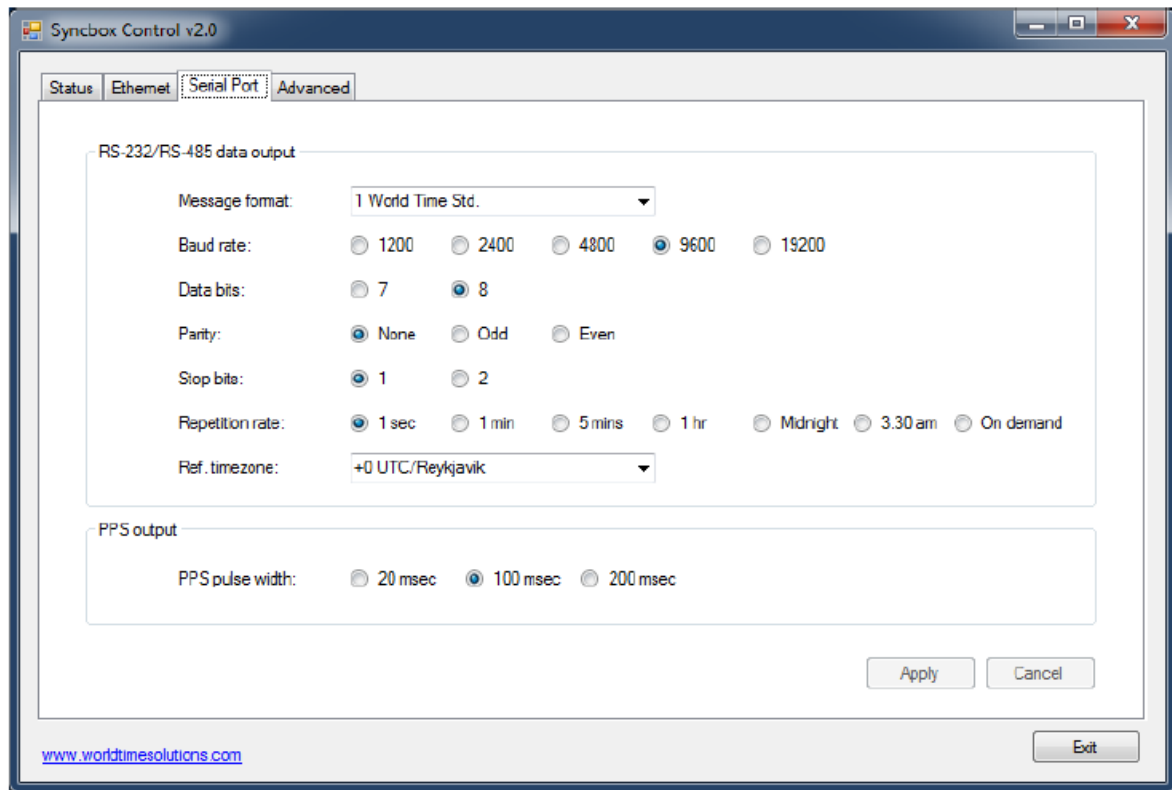 Syncbox Control v2.0
Status Ethernet Serial Port Advanced
RS-232/RS-485 data output
Message format: 1 World Time Std.
Baud rate: 1200 2400 4800 9600 19200
Data bits: 7 8
Parity: None Odd Even
Stop bits: 1 2
Repetition rate: 1 sec 1 min 5 mins 1 hr Midnight 3.30 am On demand
Ref. timezone: +0 UTC/Reykjavik
PPS output
PPS pulse width: 20 msec 100 msec 200 msec
Apply Cancel
www.worldtimesolutions.com Exit